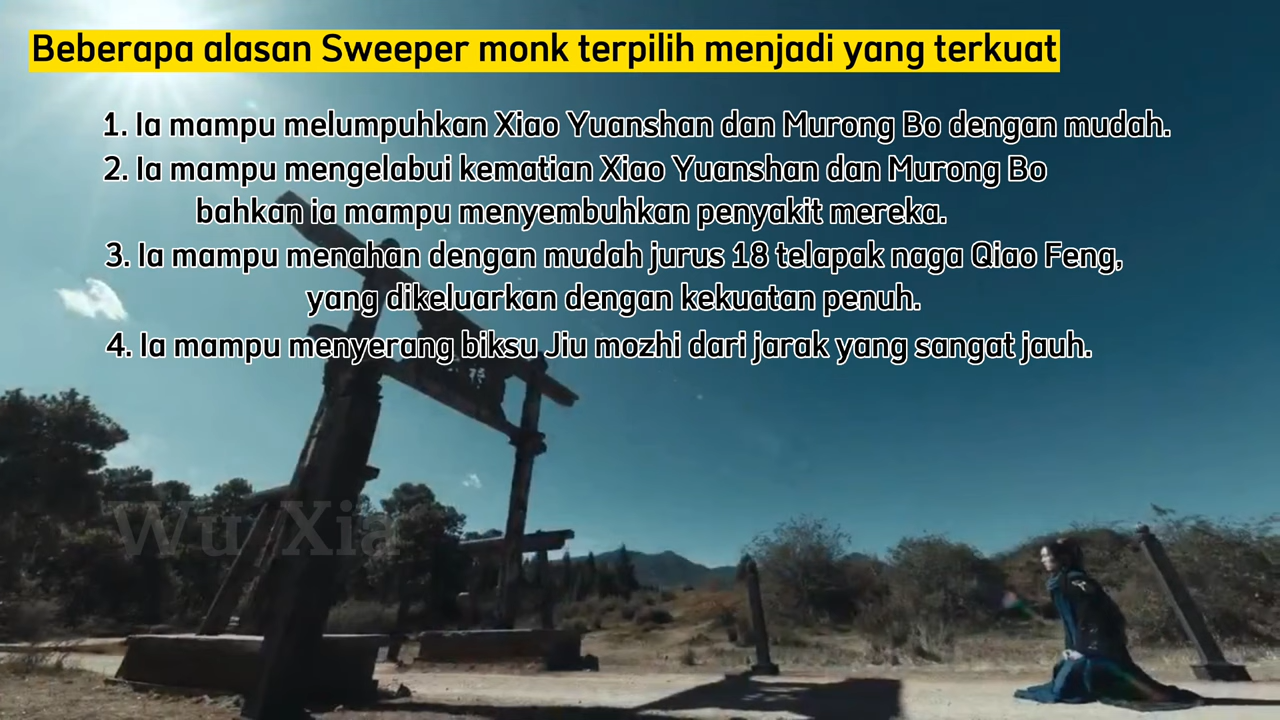 Beberapa alasan Sweeper monk terpilih menjadi yang terkuat
1. Ia mampu melumpuhkan Xiao Yuanshan dan Murong Bo dengan mudah.
2. Ia mampu mengelabui kematian Xiao Yuanshan dan Murong Bo
bahkan ia mampu menyembuhkan penyakit mereka.
3. Ia mampu menahan dengan mudah jurus 18 telapak naga Qiao Feng,
yang dikeluarkan dengan kekuatan penuh.
4. Ia mampu menyerang biksu Jiu mozhi dari jarak yang sangat jauh.
Wu Xia